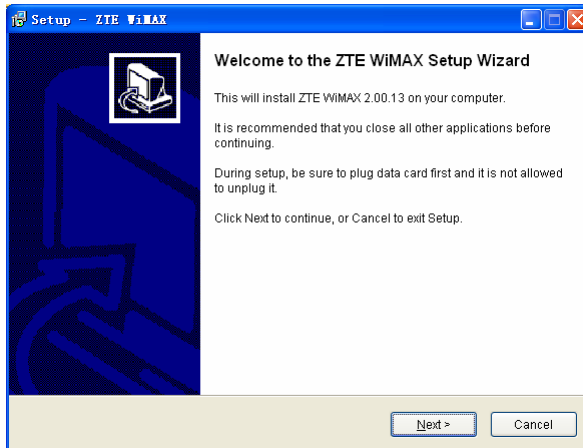 Setup - ZTE WiMAX
Welcome to the ZTE WiMAX Setup Wizard
This will install ZTE WiMAX 2.00.13 on your computer.
It is recommended that you close all other applications before
continuing.
During setup, be sure to plug data card first and it is not allowed
to unplug it.
Click Next to continue, or Cancel to exit Setup.
Next >
Cancel